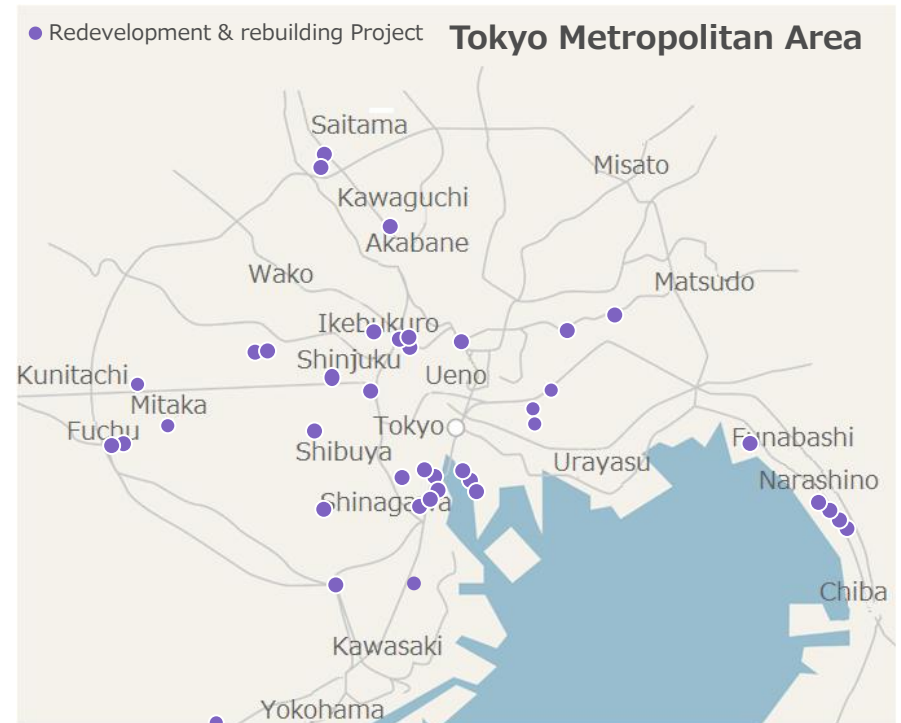 Redevelopment & rebuilding Project
Tokyo Metropolitan Area
Saitama
Misato
Kawaguchi
Akabane
Wako
Matsudo
Ikebukuro
Shinjuku
Kunitachi
Ueno
Mitaka
Tokyo
Fuchu
Funabashi
Shibuya
Urayasu
Narashino
Shinagawa
Chiba
Kawasaki
Yokohama